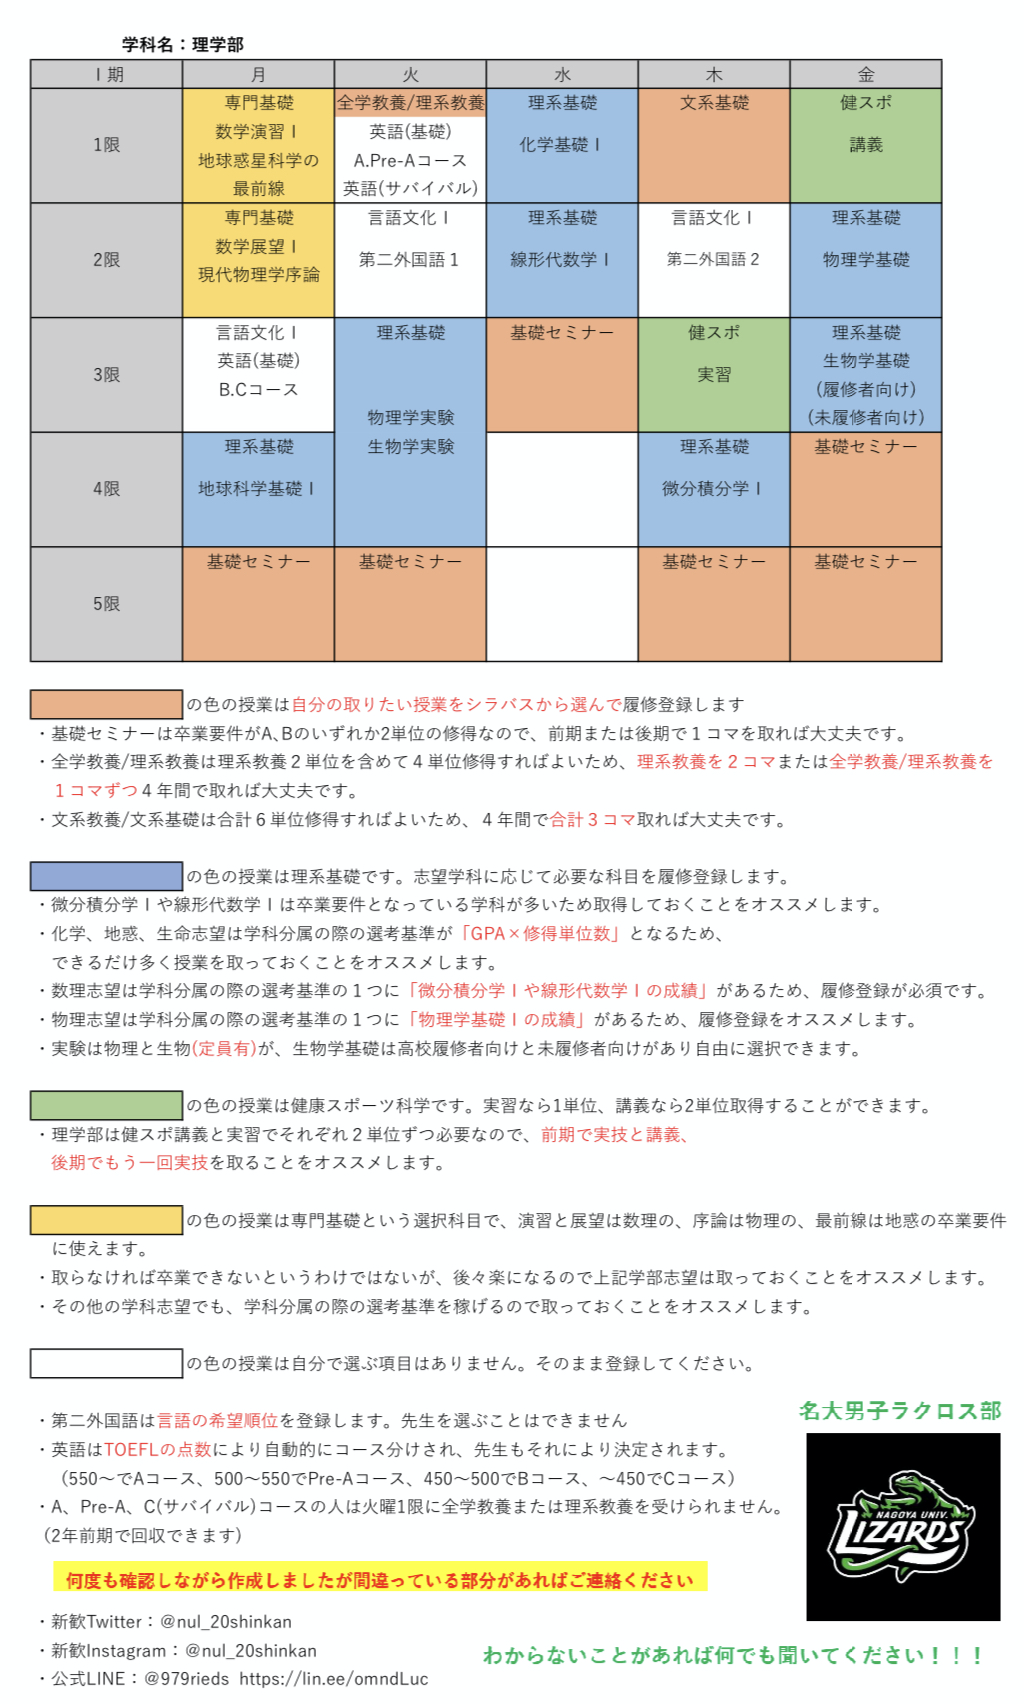 学科名：理学部
Ⅰ期 月 火 水 木 金
1限
専門基礎
数学演習Ⅰ
地球惑星科学の
最前線
全学教養/理系教養
英語(基礎)
A.Pre-Aコース
英語(サバイバル)
理系基礎
化学基礎Ⅰ
文系基礎
健スポ
講義
2限
専門基礎
数学展望Ⅰ
現代物理学序論
言語文化Ⅰ
第二外国語１
理系基礎
線形代数学Ⅰ
言語文化Ⅰ
第二外国語２
理系基礎
物理学基礎
3限
言語文化Ⅰ
英語(基礎)
B.Cコース
理系基礎
物理学実験
生物学実験
基礎セミナー
健スポ
実習
理系基礎
生物学基礎
(履修者向け)
(未履修者向け)
4限
理系基礎
地球科学基礎Ⅰ
理系基礎
微分積分学Ⅰ
基礎セミナー
5限
基礎セミナー
基礎セミナー
基礎セミナー
基礎セミナー
の色の授業は自分の取りたい授業をシラバスから選んで履修登録します
・基礎セミナーは卒業要件がA､Bのいずれか2単位の修得なので、前期または後期で１コマを取れば大丈夫です。
・全学教養/理系教養は理系教養２単位を含めて４単位修得すればよいため、理系教養を２コマまたは全学教養/理系教養を
１コマずつ４年間で取れば大丈夫です。
・文系教養/文系基礎は合計６単位修得すればよいため、４年間で合計３コマ取れば大丈夫です。
の色の授業は理系基礎です。志望学科に応じて必要な科目を履修登録します。
・微分積分学Ⅰや線形代数学Ⅰは卒業要件となっている学科が多いため取得しておくことをオススメします。
・化学、地惑、生命志望は学科分属の際の選考基準が「GPA×修得単位数」となるため、
できるだけ多く授業を取っておくことをオススメします。
・数理志望は学科分属の際の選考基準の１つに「微分積分学Ⅰや線形代数学Ⅰの成績」があるため、履修登録が必須です。
・物理志望は学科分属の際の選考基準の１つに「物理学基礎Ⅰの成績」があるため、履修登録をオススメします。
・実験は物理と生物(定員有)が、生物学基礎は高校履修者向けと未履修者向けがあり自由に選択できます。
の色の授業は健康スポーツ科学です。実習なら1単位、講義なら2単位取得することができます。
・理学部は健スポ講義と実習でそれぞれ２単位ずつ必要なので、前期で実技と講義、
後期でもう一回実技を取ることをオススメします。
の色の授業は専門基礎という選択科目で、演習と展望は数理の、序論は物理の、最前線は地惑の卒業要件
に使えます。
・取らなければ卒業できないというわけではないが、後々楽になるので上記学部志望は取っておくことをオススメします。
・その他の学科志望でも、学科分属の際の選考基準を稼げるので取っておくことをオススメします。
の色の授業は自分で選ぶ項目はありません。そのまま登録してください。
・第二外国語は言語の希望順位を登録します。先生を選ぶことはできません
・英語はTOEFLの点数により自動的にコース分けされ、先生もそれにより決定されます。
（550～でAコース、500～550でPre-Aコース、450～500でBコース、～450でCコース）
・A、Pre-A、C(サバイバル)コースの人は火曜1限に全学教養または理系教養を受けられません。
(2年前期で回収できます)
名大男子ラクロス部
NAGOYA UNIV.
LIZARDS
何度も確認しながら作成しましたが間違っている部分があればご連絡ください
・新歓Twitter：@nul_20shinkan
・新歓Instagram：@nul_20shinkan
・公式LINE：@979rieds https://lin.ee/omndLuc
わからないことがあれば何でも聞いてください！！！